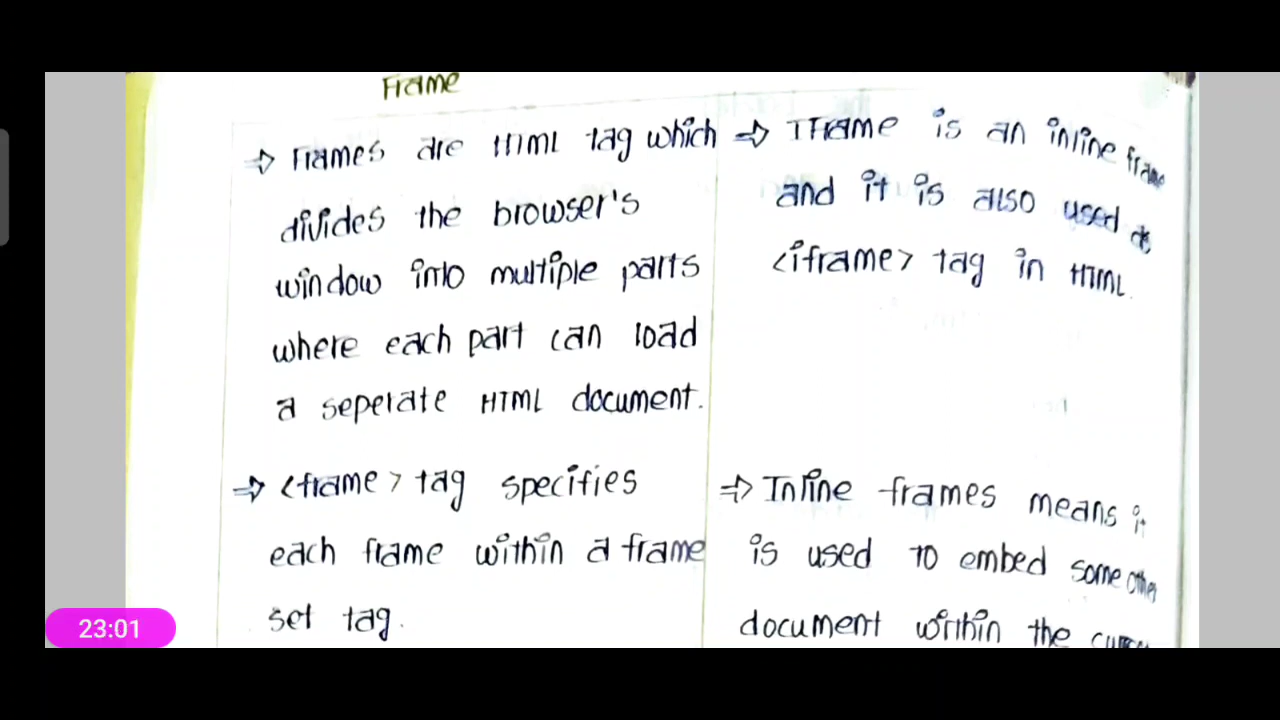 Frame
⇒ Frames are HTML tag which
divides the browser's
window into multiple parts
where each part can load
a seperate HTML document.
⇒ IFrame is an inline frame
and it is also used as
<iframe> tag in HTML.
⇒ <frame> tag specifies
each frame within a frame
set tag.
⇒ Inline frames means it
is used to embed some other
document within the
23:01